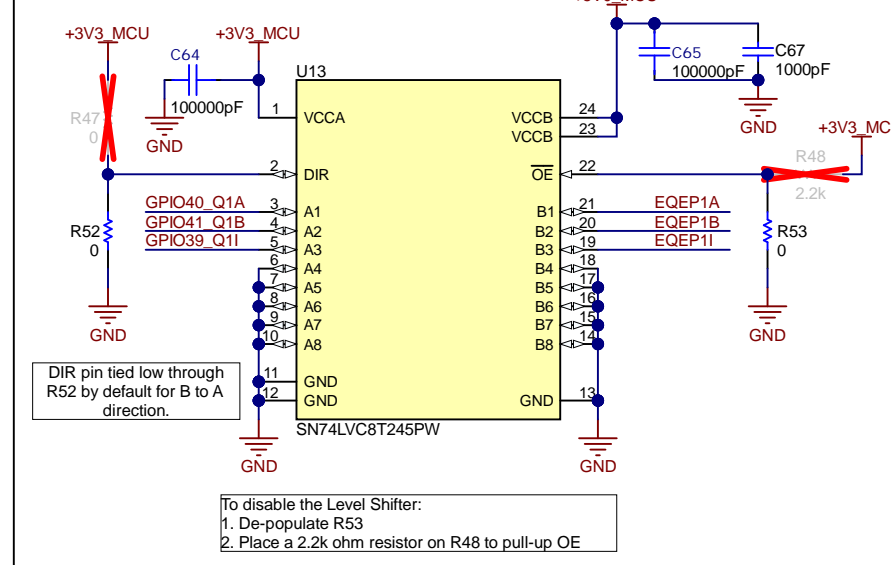 +3V3_MCU
+3V3_MCU
+3V3_MCU
C64
100000pF
GND
R47
0
R52
0
GND
C65
100000pF
C67
1000pF
GND
+3V3_MC
R48
2.2k
R53
0
GND
U13
1 VCCA
2 DIR
GPIO40_Q1A 3 A1
GPIO41_Q1B 4 A2
GPIO39_Q1I 5 A3
6 A4
7 A5
8 A6
9 A7
10 A8
11 GND
12 GND
VCCB 24
VCCB 23
OE 22
B1 21 EQEP1A
B2 20 EQEP1B
B3 19 EQEP1I
B4 18
B5 17
B6 16
B7 15
B8 14
GND 13
SN74LVC8T245PW
GND
GND
DIR pin tied low through
R52 by default for B to A
direction.
To disable the Level Shifter:
1. De-populate R53
2. Place a 2.2k ohm resistor on R48 to pull-up OE